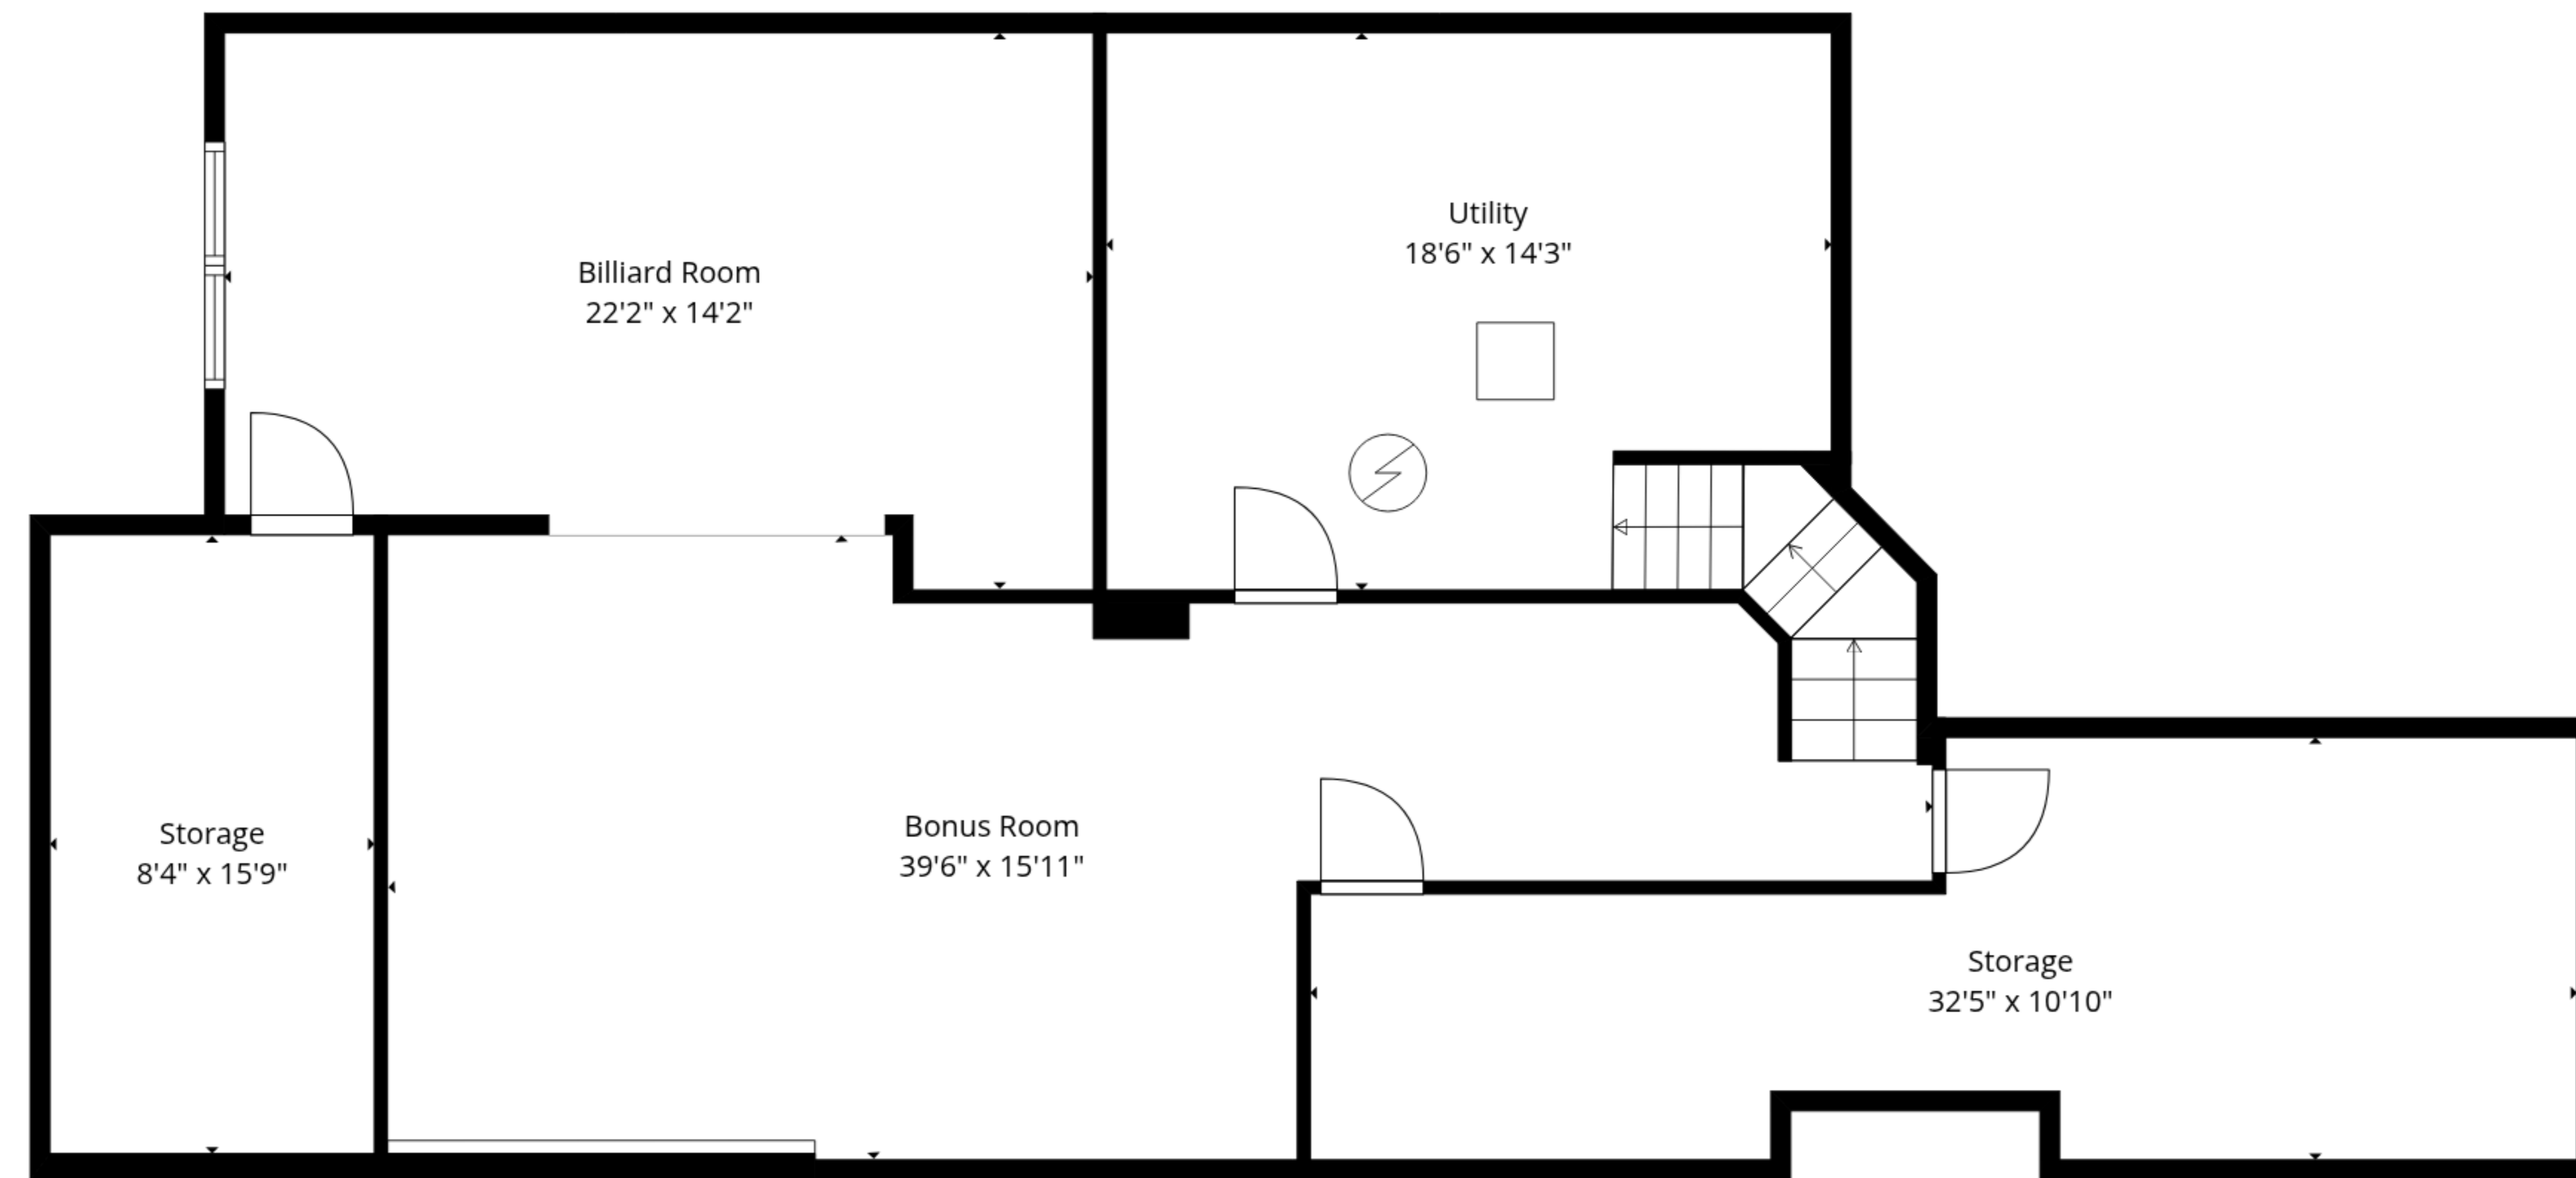 Utility
18'6" x 14'3"
Billiard Room
22'2" x 14'2"
Storage
8'4" x 15'9"
Bonus Room
39'6" x 15'11"
Storage
32'5" x 10'10"